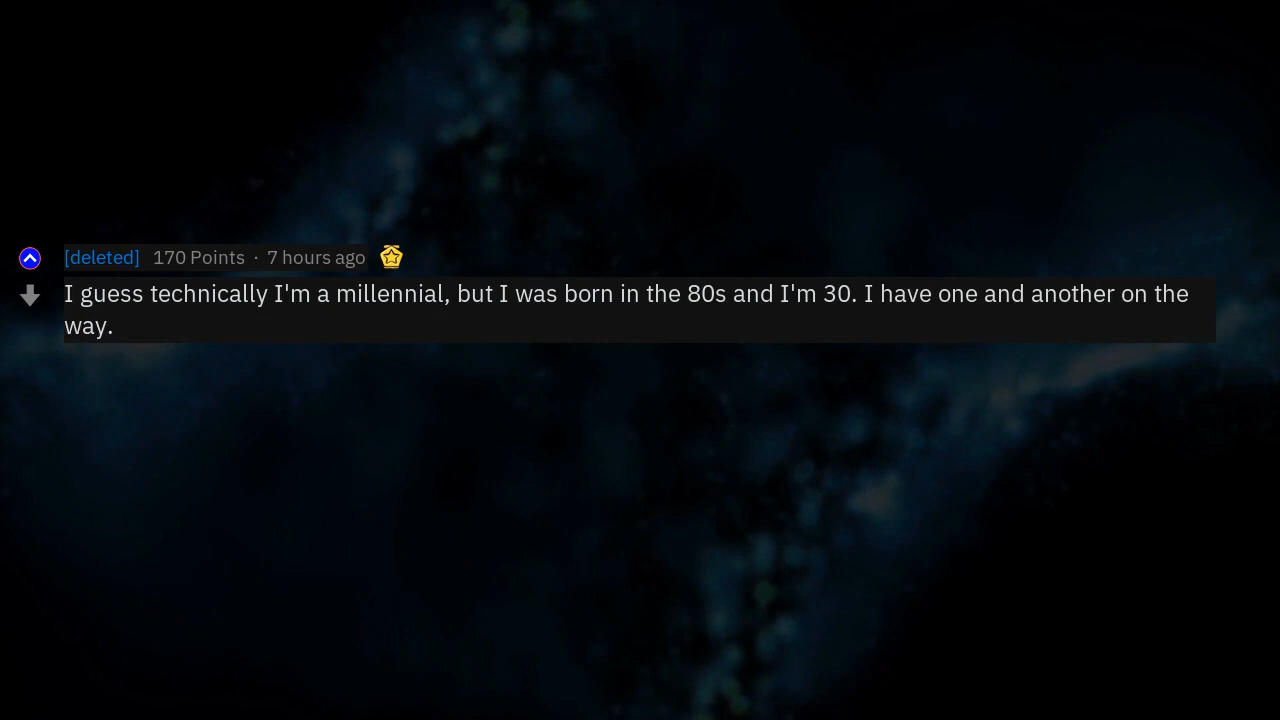 [deleted] 170 Points · 7 hours ago
I guess technically I'm a millennial, but I was born in the 80s and I'm 30. I have one and another on the
way.